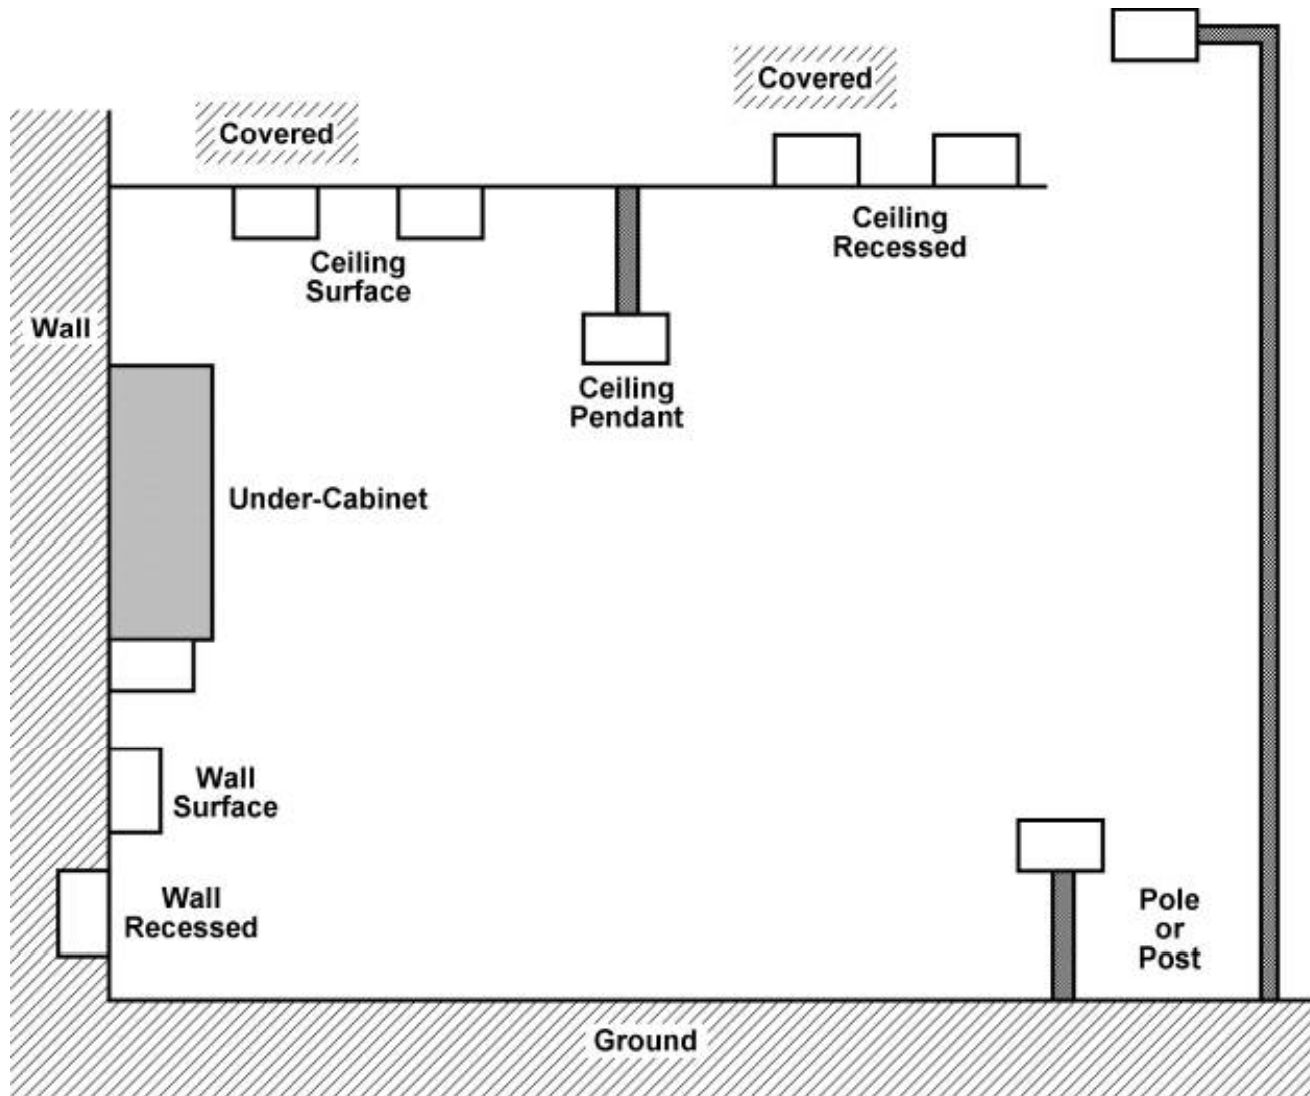 Covered
Covered
Ceiling
Recessed
Ceiling
Surface
Wall
Ceiling
Pendant
Under-Cabinet
Wall
Surface
Wall
Recessed
Pole
or
Post
Ground